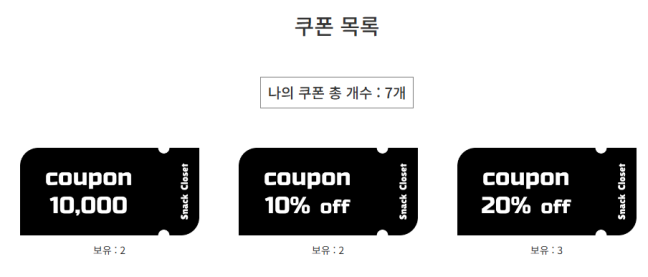 쿠폰 목록
나의 쿠폰 총 개수 : 7개
coupon
10,000
Snack Closet
보유 : 2
coupon
10% off
Snack Closet
보유 : 2
coupon
20% off
Snack Closet
보유 : 3